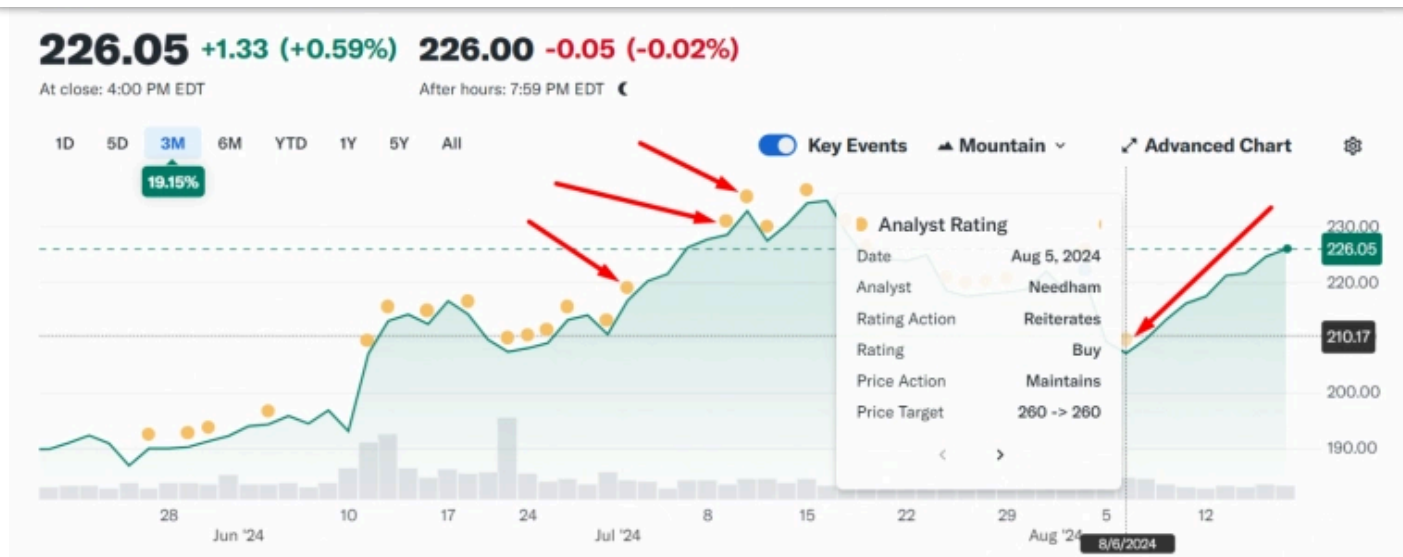 226.05 +1.33 (+0.59%) 226.00 -0.05 (-0.02%)
At close: 4:00 PM EDT After hours: 7:59 PM EDT
1D 5D 3M 6M YTD 1Y 5Y All Key Events Mountain Advanced Chart
19.15%
Analyst Rating
Date Aug 5, 2024
Analyst Needham
Rating Action Reiterates
Rating Buy
Price Action Maintains
Price Target 260 -> 260
230.00
226.05
220.00
210.17
200.00
190.00
28 10 17 24 8 15 22 29 5 12
Jun '24 Jul '24 Aug '24
8/6/2024